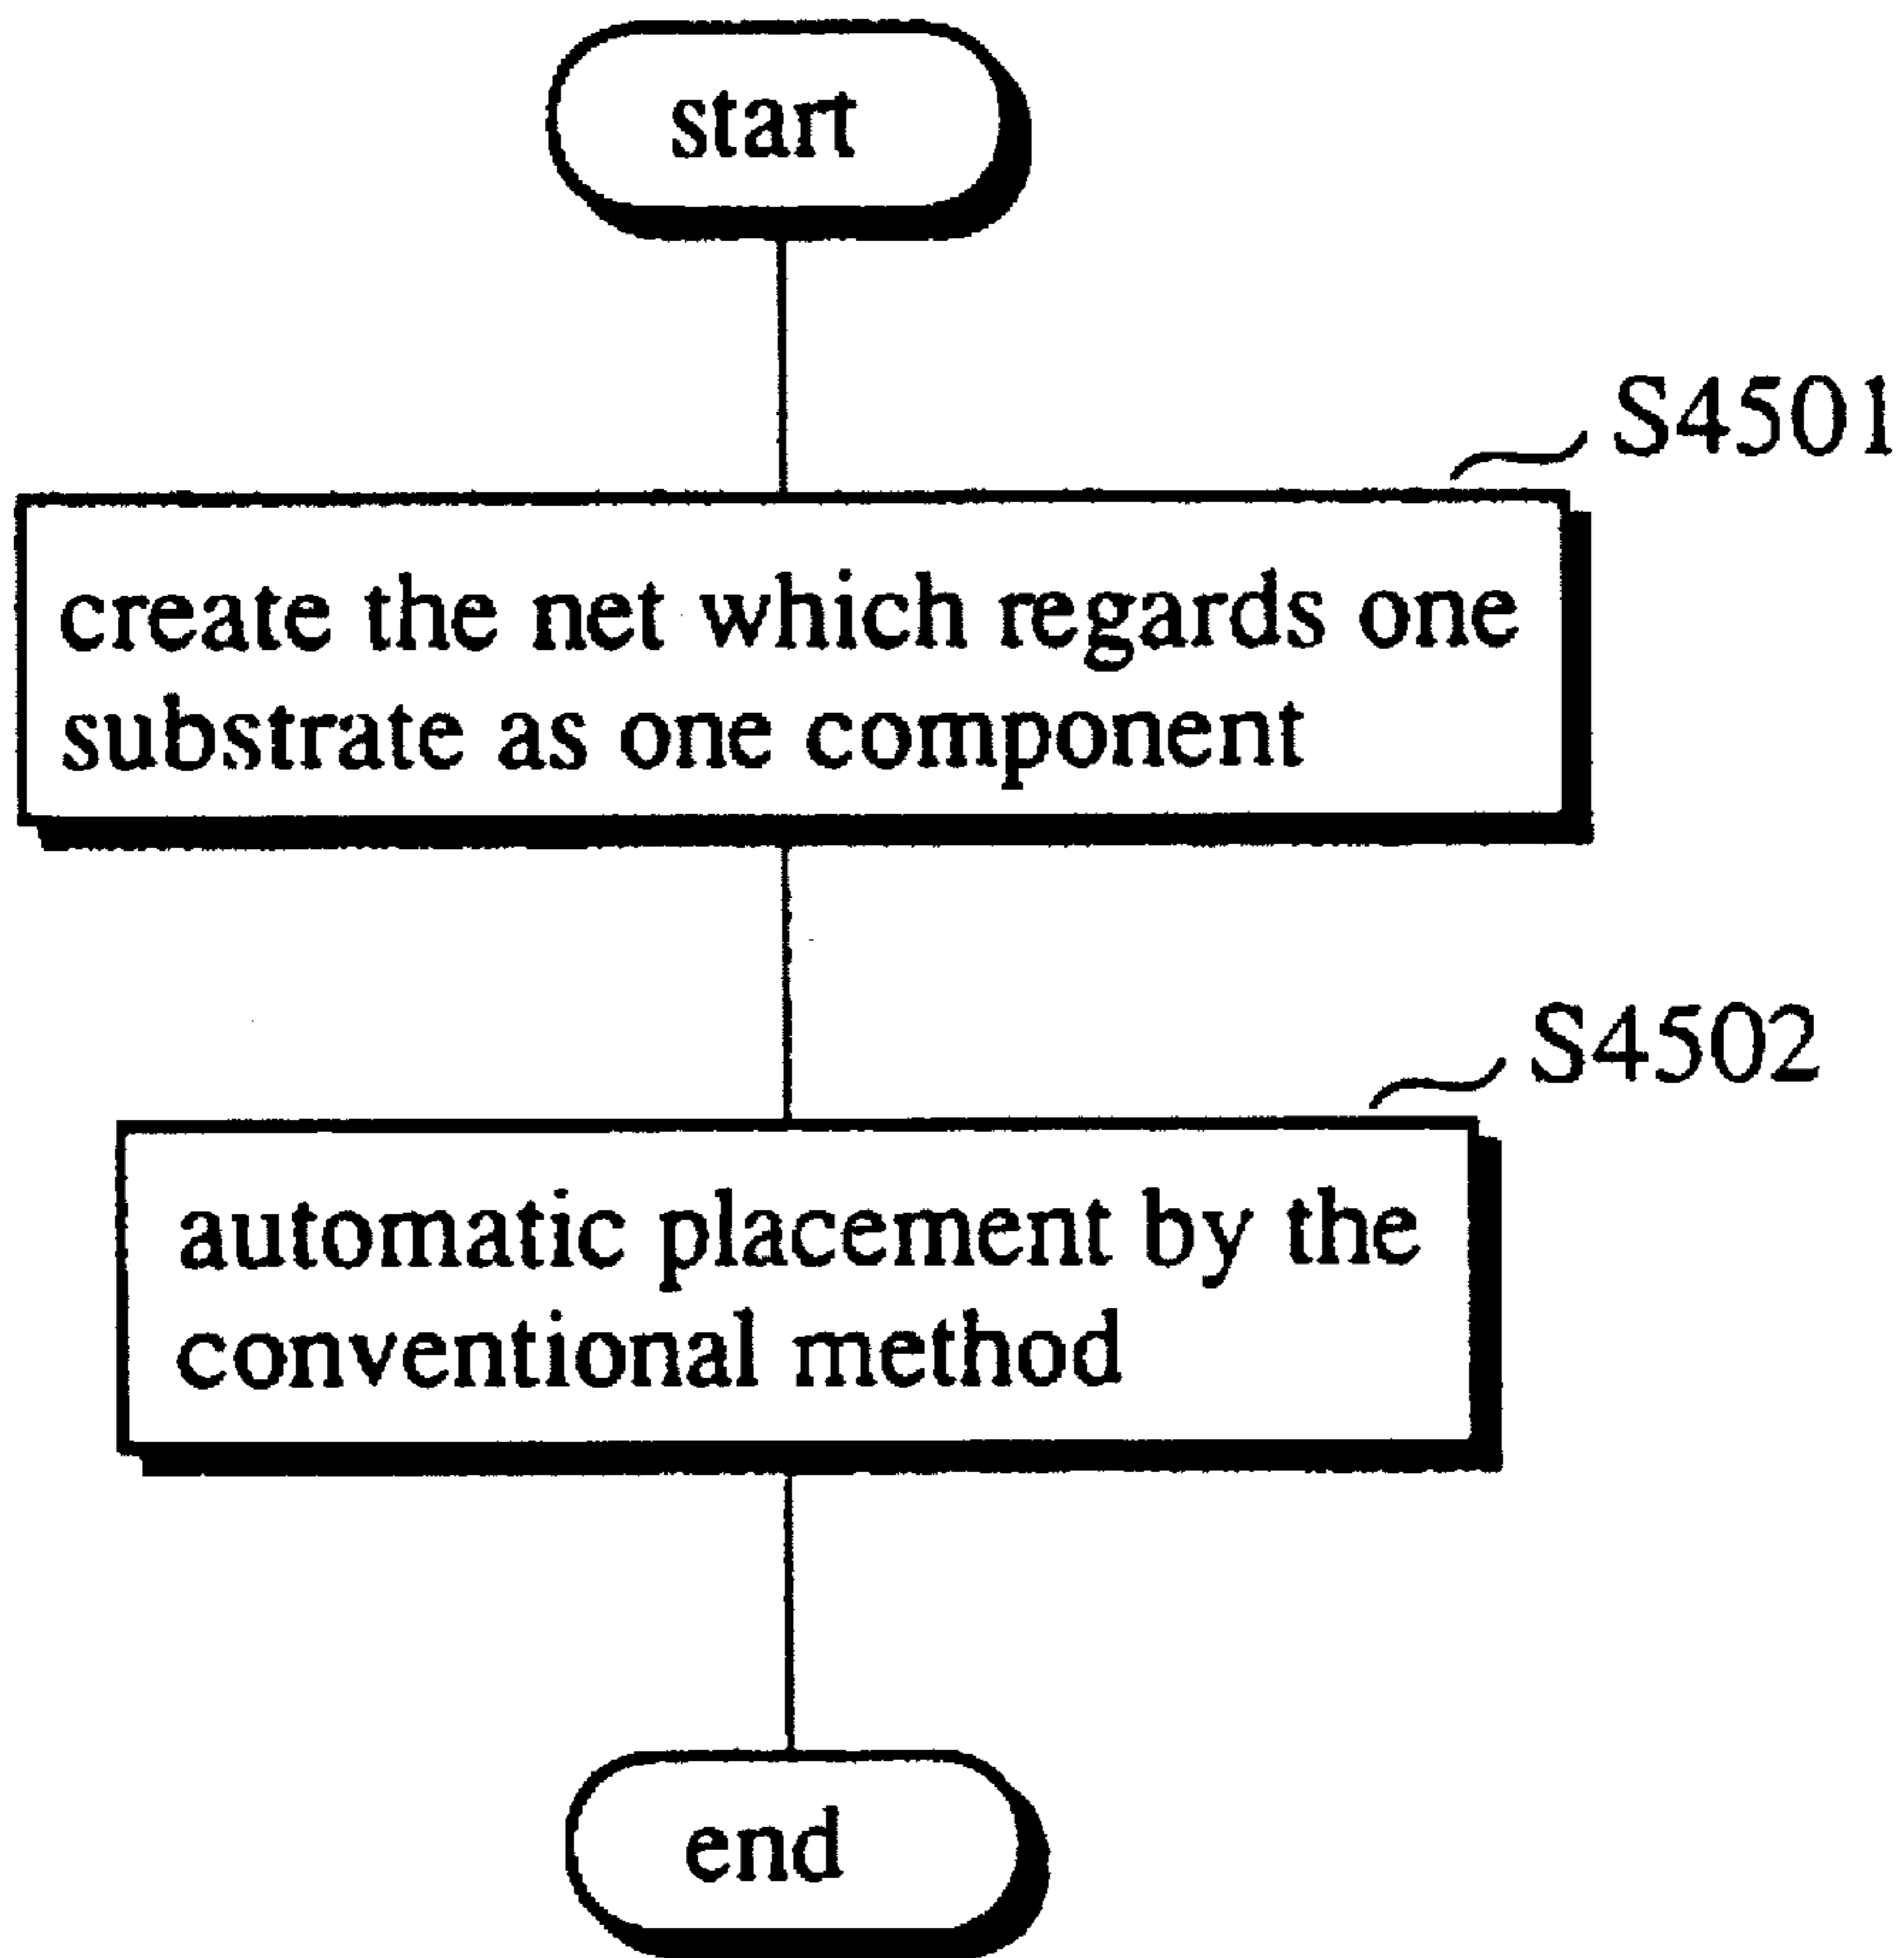 start
S4501
create the net which regards one
substrate as one component
S4502
automatic placement by the
conventional method
end